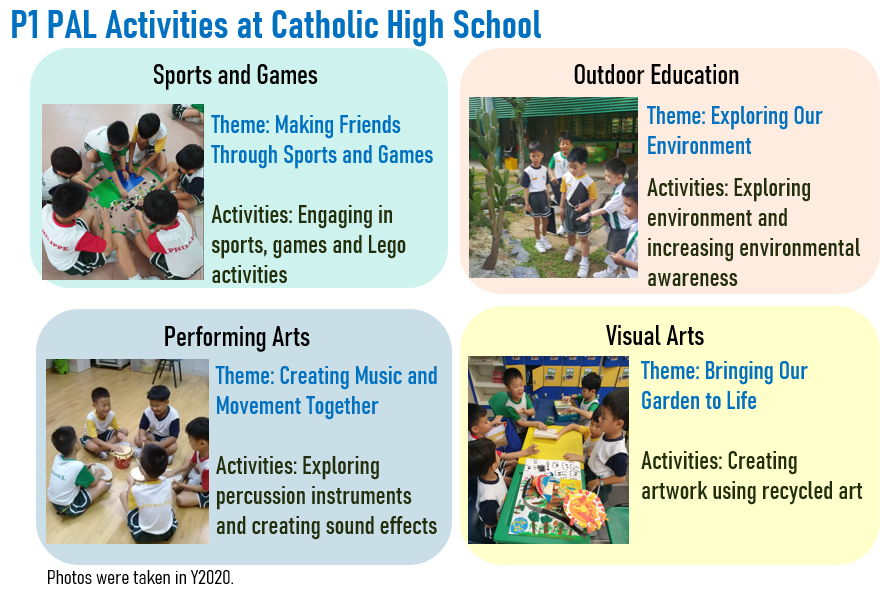 P1 PAL Activities at Catholic High School
Sports and Games
Theme: Making Friends
Through Sports and Games
Activities: Engaging in
sports, games and Lego
activities
Outdoor Education
Theme: Exploring Our
Environment
Activities: Exploring
environment and
increasing environmental
awareness
Performing Arts
Theme: Creating Music and
Movement Together
Activities: Exploring
percussion instruments
and creating sound effects
Visual Arts
Theme: Bringing Our
Garden to Life
Activities: Creating
artwork using recycled art
Photos were taken in Y2020.